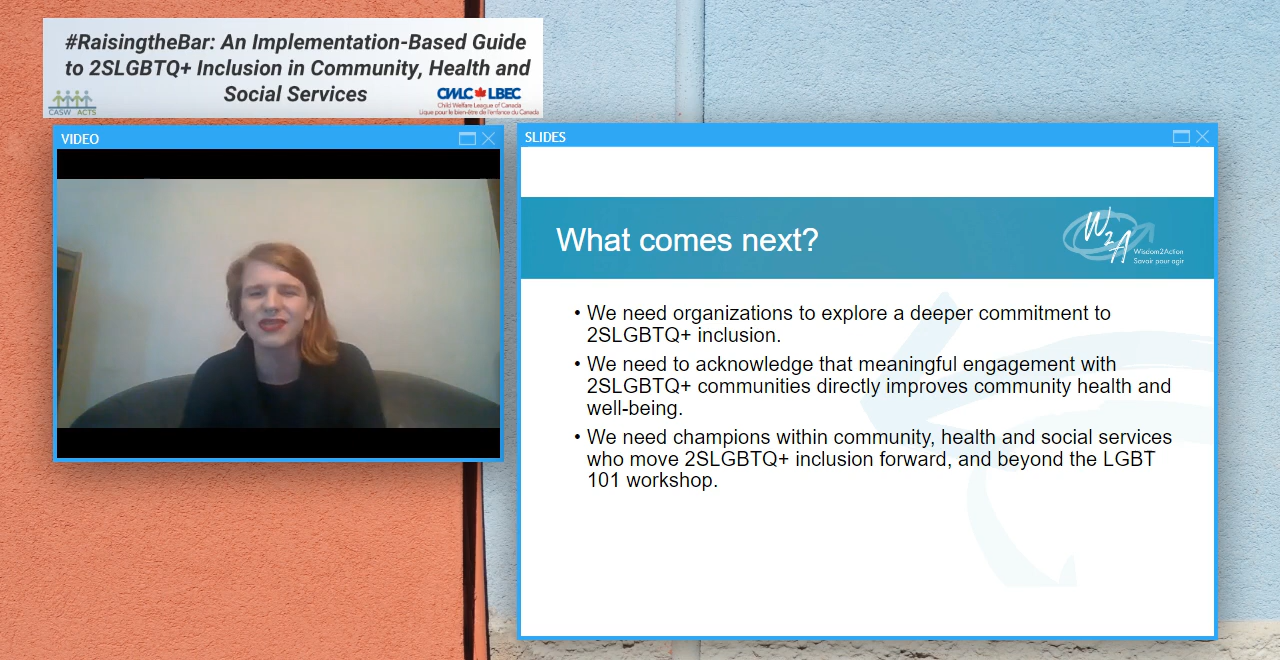 #RaisingtheBar: An Implementation-Based Guide
to 2SLGBTQ+ Inclusion in Community, Health and
Social Services
CASW ACTS
CWLC LBEC
Child Welfare League of Canada
Ligue pour le bien-être de l'enfance du Canada
VIDEO
SLIDES
What comes next?
W2A
Wisdom2Action
Savoir pour agir
• We need organizations to explore a deeper commitment to
2SLGBTQ+ inclusion.
• We need to acknowledge that meaningful engagement with
2SLGBTQ+ communities directly improves community health and
well-being.
• We need champions within community, health and social services
who move 2SLGBTQ+ inclusion forward, and beyond the LGBT
101 workshop.